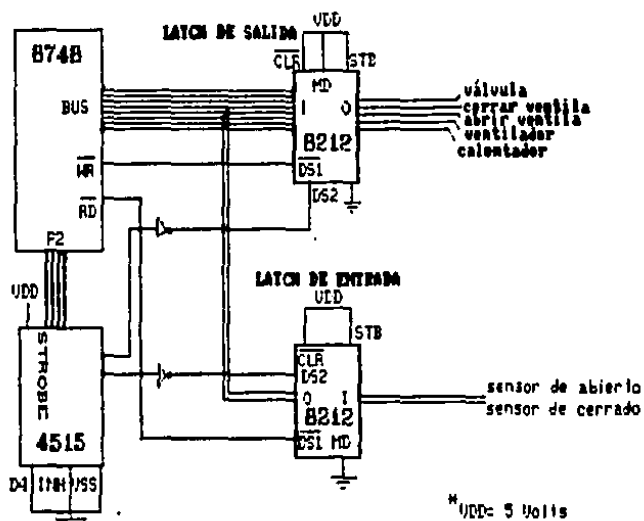 LATCH DE SALIDA
VDD
8748
CLR
STB
MD
BUS
I
O
8212
válvula
cerrar ventila
abrir ventila
ventilador
calentador
WR
DS1
DS2
RD
P2
LATCH DE ENTRADA
VDD
VDD
STB
STROBE
CLR
DS2
O
I
8212
sensor de abierto
sensor de cerrado
4515
DS1
MD
D4
INH
VSS
*VDD= 5 Volts